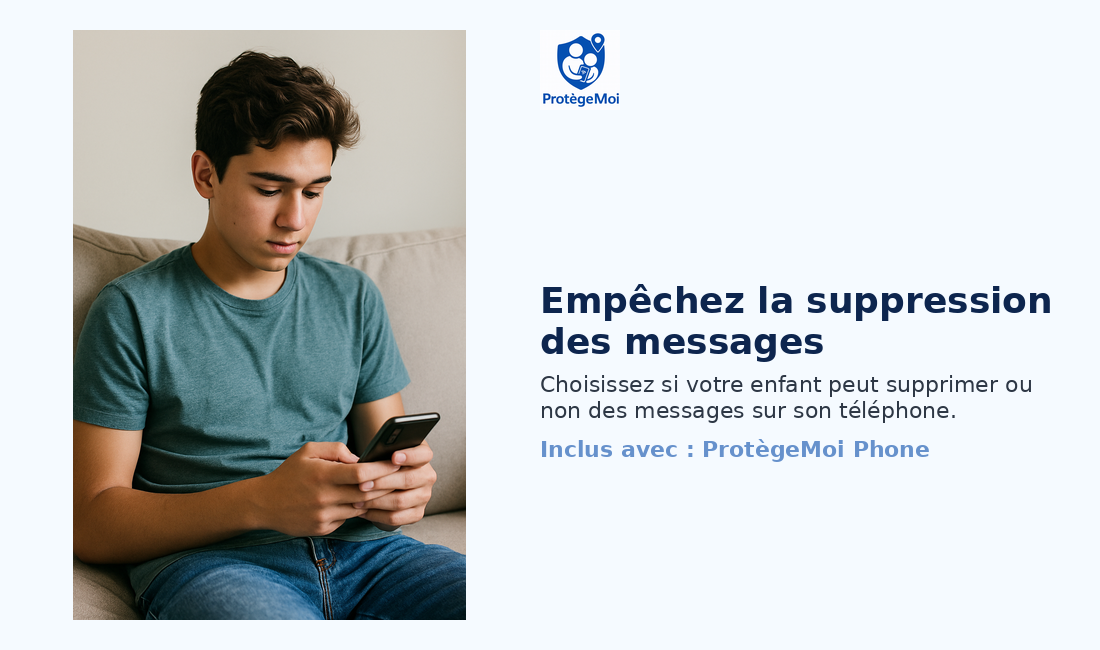 ProtègeMoi
Empêchez la suppression
des messages
Choisissez si votre enfant peut supprimer ou
non des messages sur son téléphone.
Inclus avec : ProtègeMoi Phone